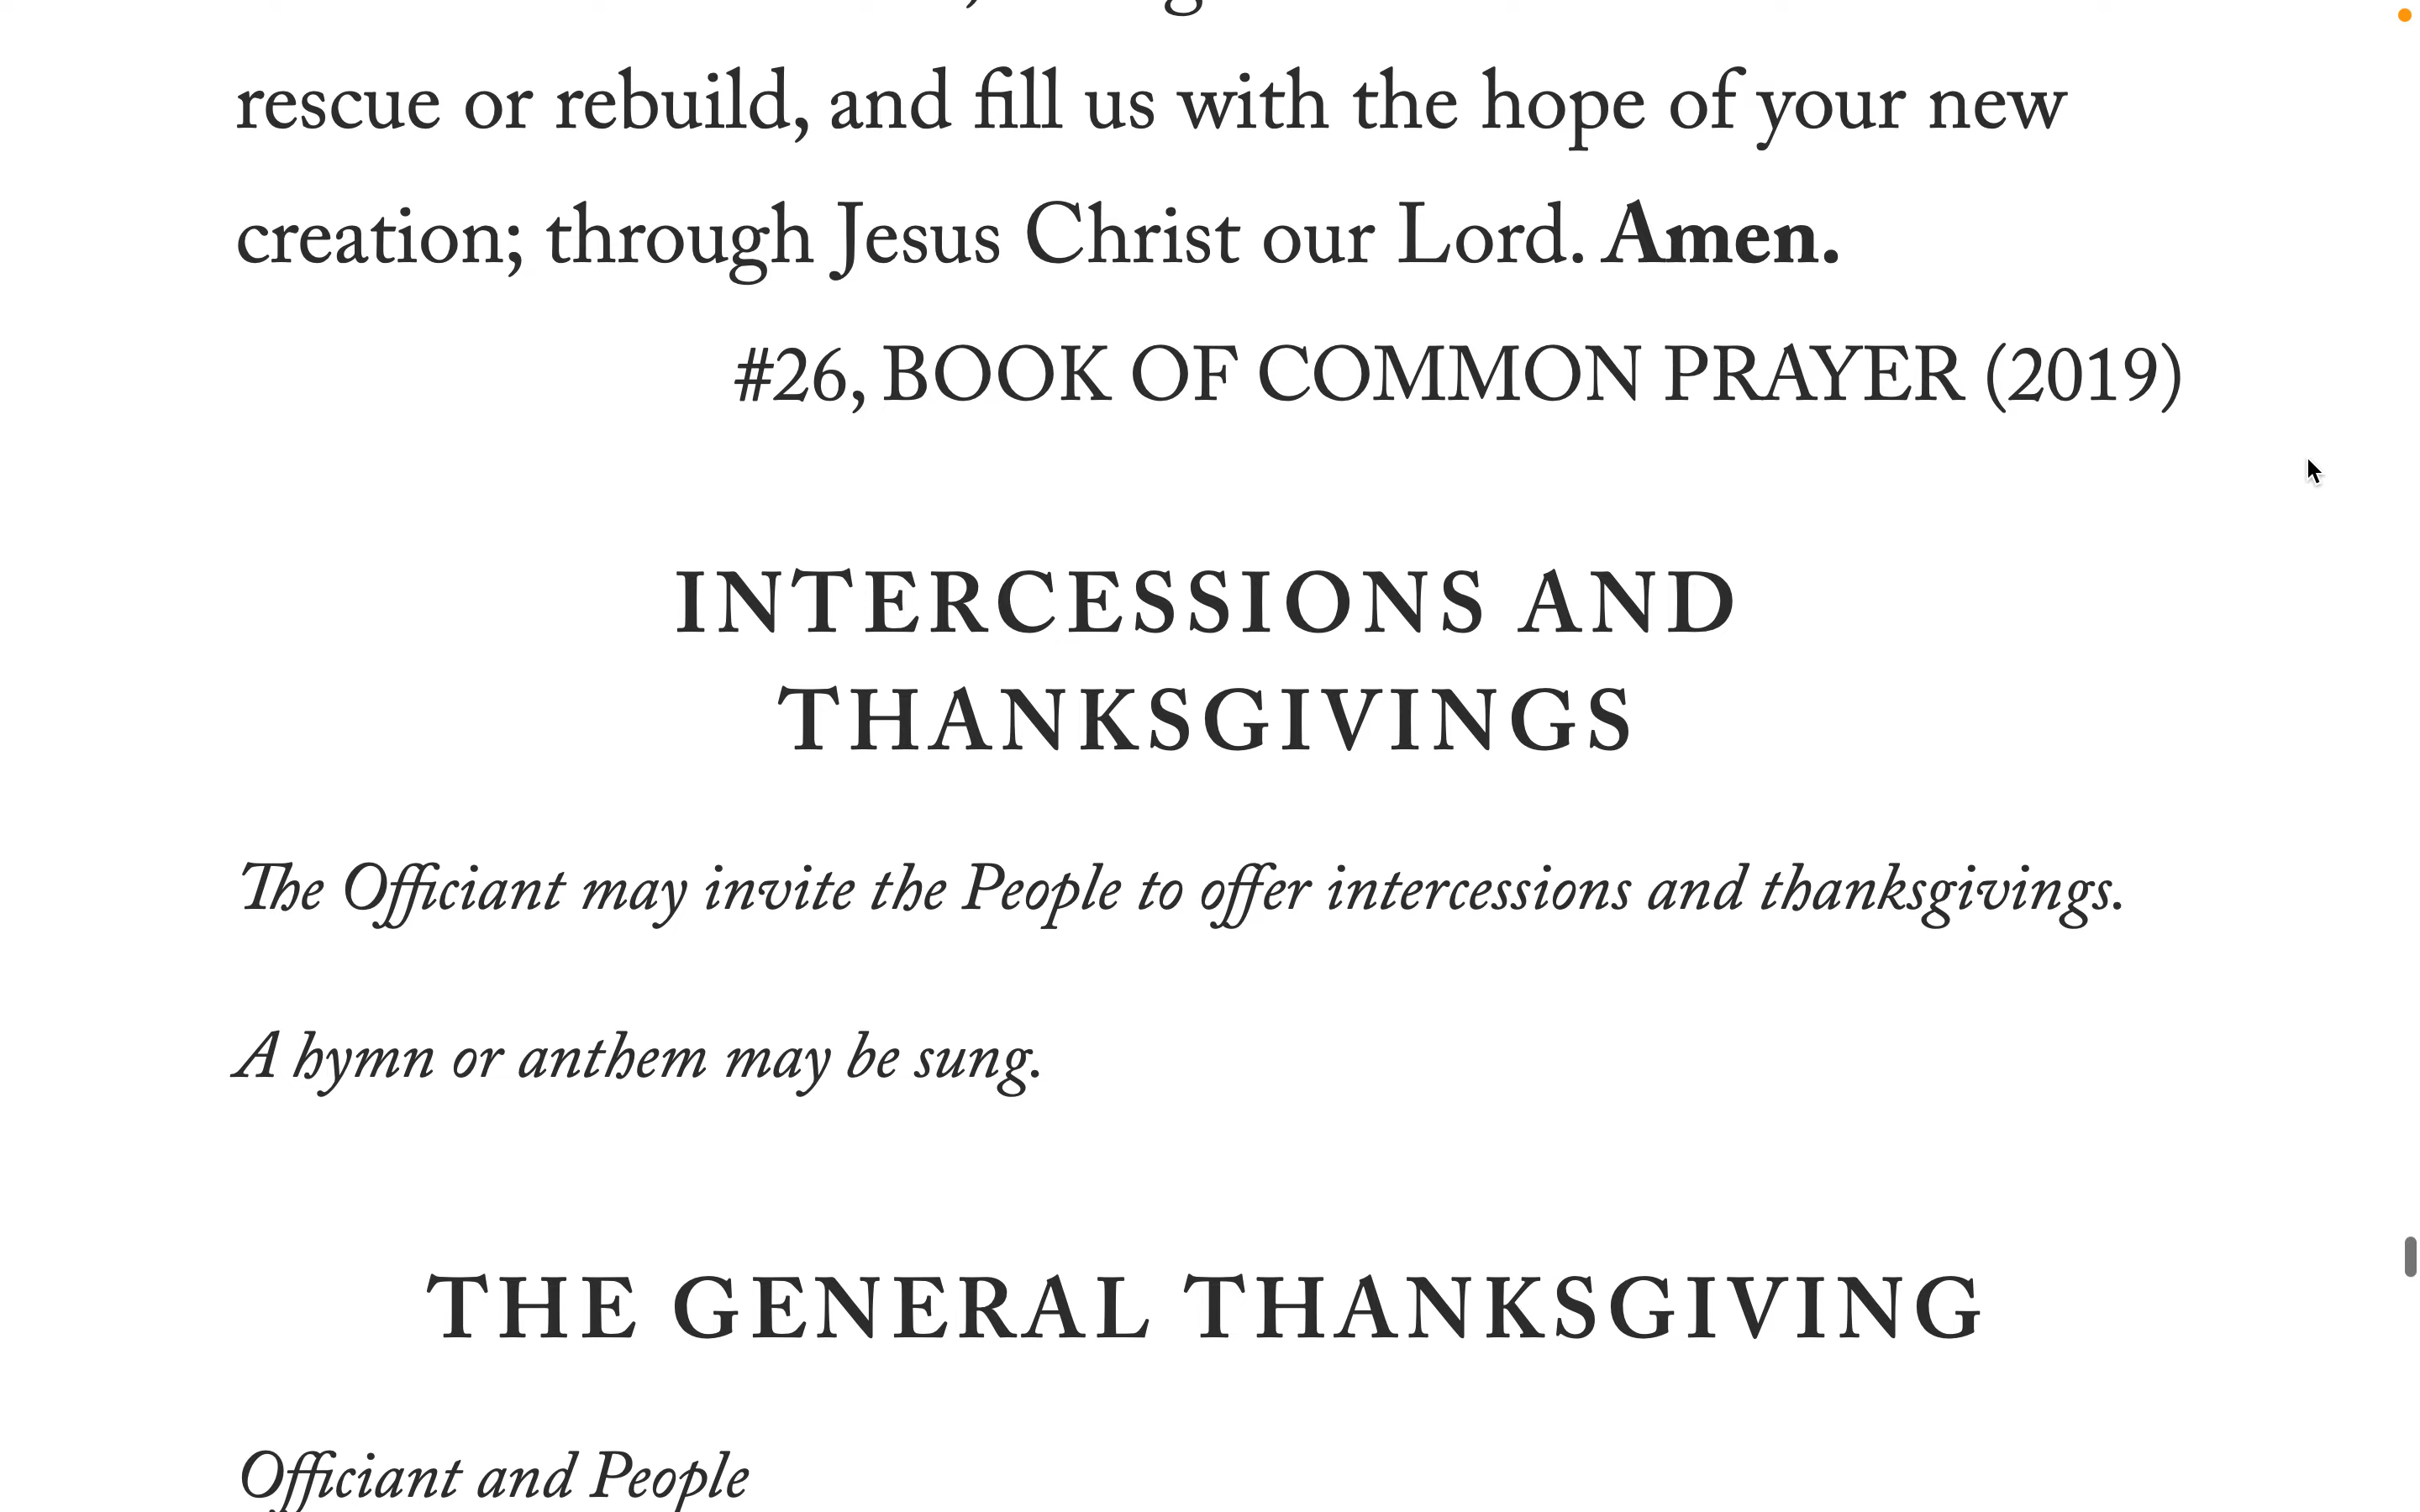 rescue or rebuild, and fill us with the hope of your new
creation; through Jesus Christ our Lord. Amen.
#26, BOOK OF COMMON PRAYER (2019)
INTERCESSIONS AND
THANKSGIVINGS
The Officiant may invite the People to offer intercessions and thanksgivings.
A hymn or anthem may be sung.
THE GENERAL THANKSGIVING
Officiant and People